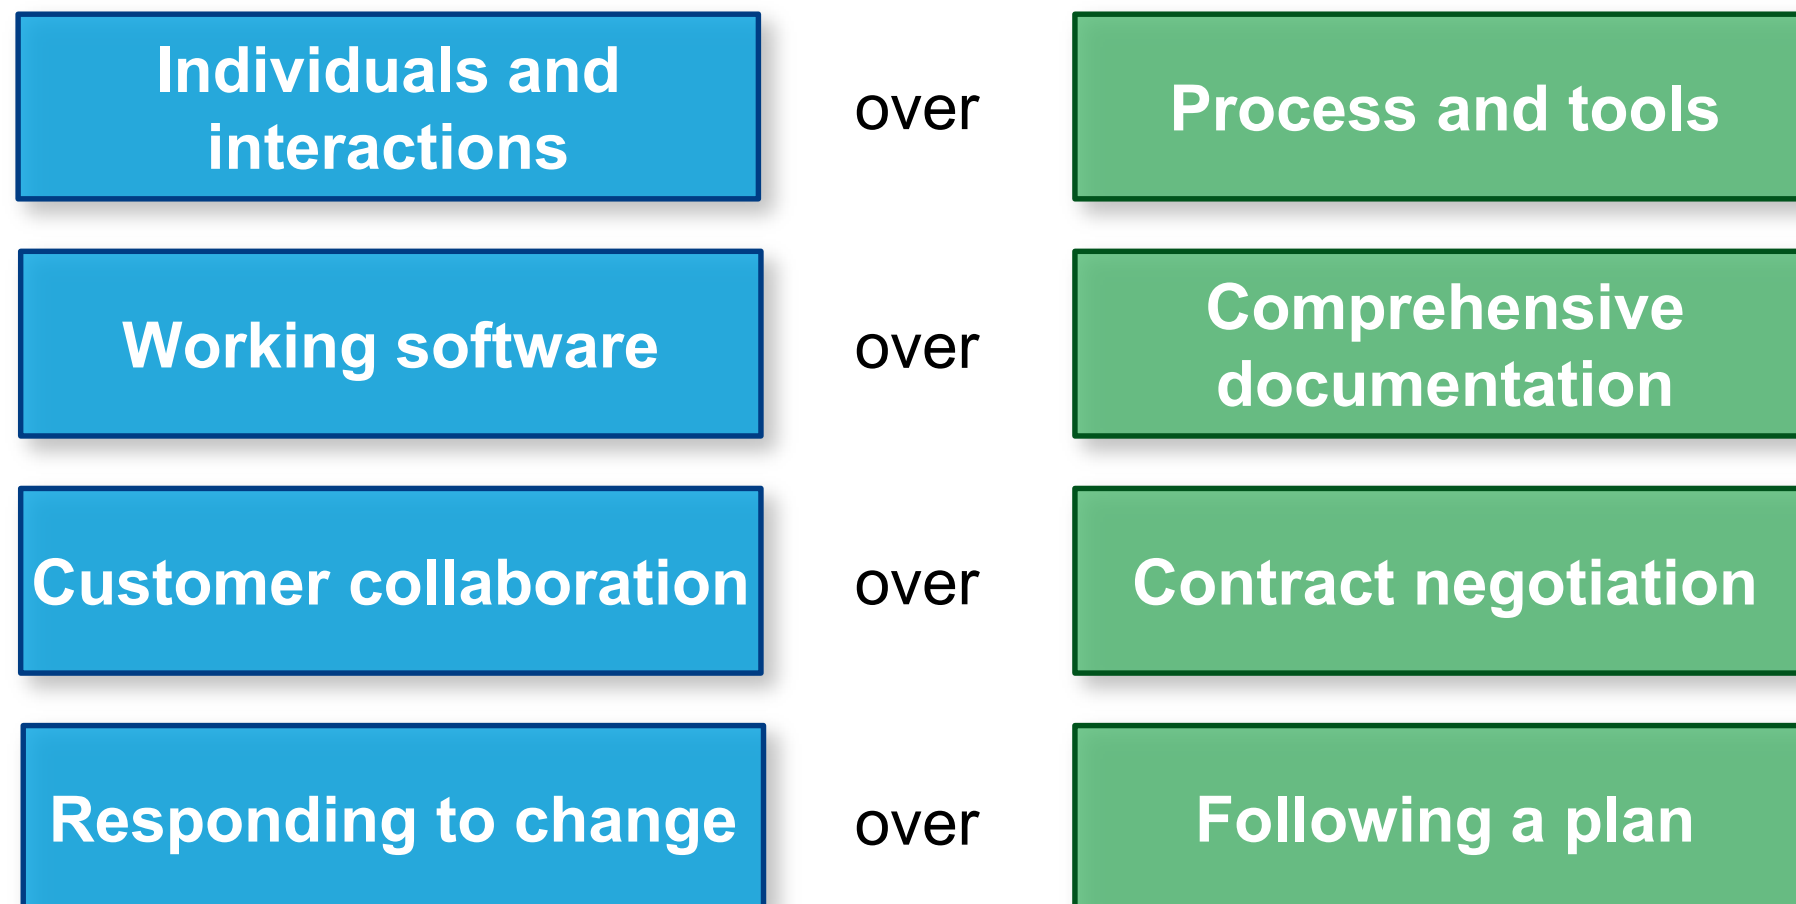 Individuals and
interactions
over
Process and tools
Working software
over
Comprehensive
documentation
Customer collaboration
over
Contract negotiation
Responding to change
over
Following a plan